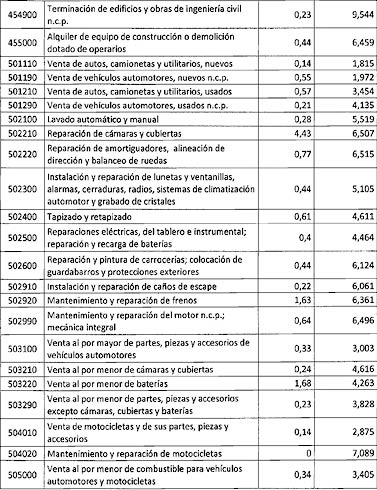 454900 Terminación de edificios y obras de ingeniería civil
n.c.p. 0,23 9,544
455000 Alquiler de equipo de construcción o demolición
dotado de operarios 0,44 6,459
501110 Venta de autos, camionetas y utilitarios, nuevos 0,14 1,815
501190 Venta de vehículos automotores, nuevos n.c.p. 0,55 1,972
501210 Venta de autos, camionetas y utilitarios, usados 0,57 3,454
501290 Venta de vehículos automotores, usados n.c.p. 0,21 4,135
502100 Lavado automático y manual 0,28 5,519
502210 Reparación de cámaras y cubiertas 4,43 6,507
502220 Reparación de amortiguadores, alineación de
dirección y balanceo de ruedas 0,77 6,515
502300 Instalación y reparación de lunetas y ventanillas,
alarmas, cerraduras, radios, sistemas de climatización
automotor y grabado de cristales 0,44 5,105
502400 Tapizado y retapizado 0,61 4,611
502500 Reparaciones eléctricas, del tablero e instrumental;
reparación y recarga de baterías 0,4 4,464
502600 Reparación y pintura de carrocerías; colocación de
guardabarros y protecciones exteriores 0,44 6,124
502910 Instalación y reparación de caños de escape 0,22 6,061
502920 Mantenimiento y reparación de frenos 1,63 6,361
502990 Mantenimiento y reparación del motor n.c.p.;
mecánica integral 0,64 6,496
503100 Venta al por mayor de partes, piezas y accesorios de
vehículos automotores 0,33 3,003
503210 Venta al por menor de cámaras y cubiertas 0,24 4,616
503220 Venta al por menor de baterías 1,68 4,263
503290 Venta al por menor de partes, piezas y accesorios
excepto cámaras, cubiertas y baterías 0,23 3,828
504010 Venta de motocicletas y de sus partes, piezas y
accesorios 0,14 2,875
504020 Mantenimiento y reparación de motocicletas 0 7,089
505000 Venta al por menor de combustible para vehículos
automotores y motocicletas 0,34 3,405